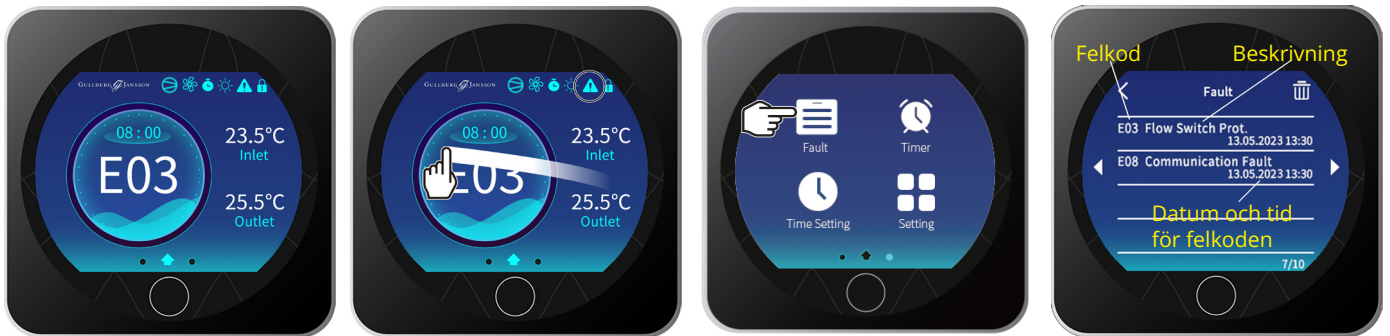 GULLBERG & JANSSON
08 : 00
E03
23.5°C
Inlet
25.5°C
Outlet
GULLBERG & JANSSON
08 : 00
E03
23.5°C
Inlet
25.5°C
Outlet
Fault
Timer
Time Setting
Setting
Felkod
Beskrivning
Fault
E03 Flow Switch Prot.
13.05.2023 13:30
E08 Communication Fault
13.05.2023 13:30
Datum och tid
för felkoden
7/10